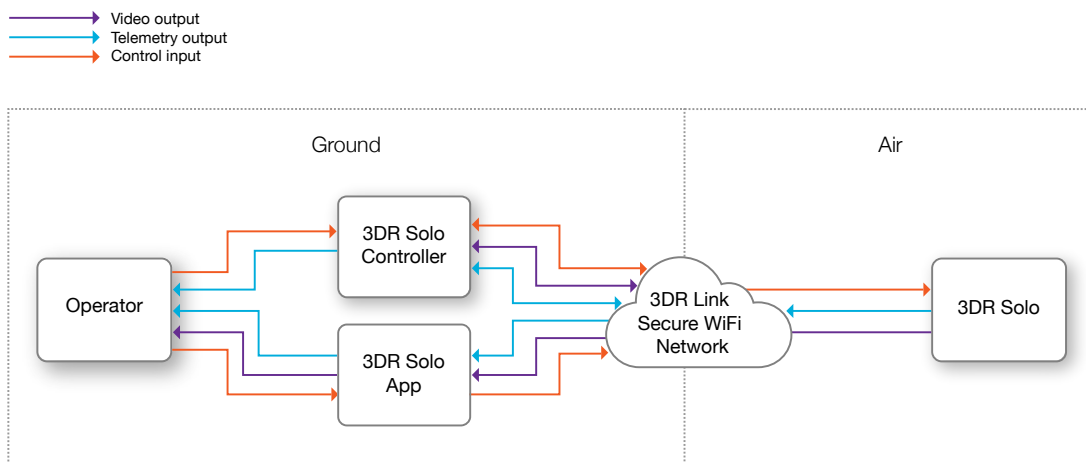 Video output
Telemetry output
Control input
Ground
Air
3DR Solo
Controller
Operator
3DR Link
Secure WiFi
Network
3DR Solo
3DR Solo
App